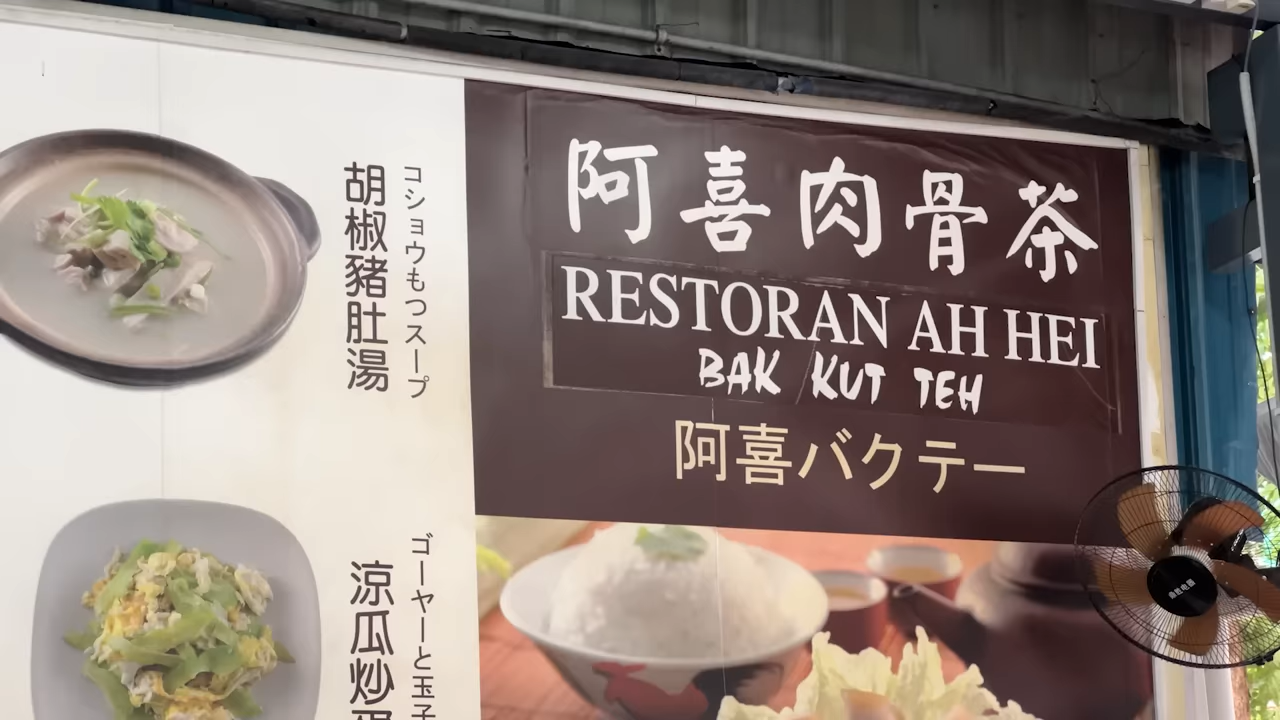 阿喜肉骨茶
RESTORAN AH HEI
BAK KUT TEH
阿喜バクテー
コショウもつスープ
胡椒豬肚湯
ゴーヤーと玉子
涼瓜炒蛋